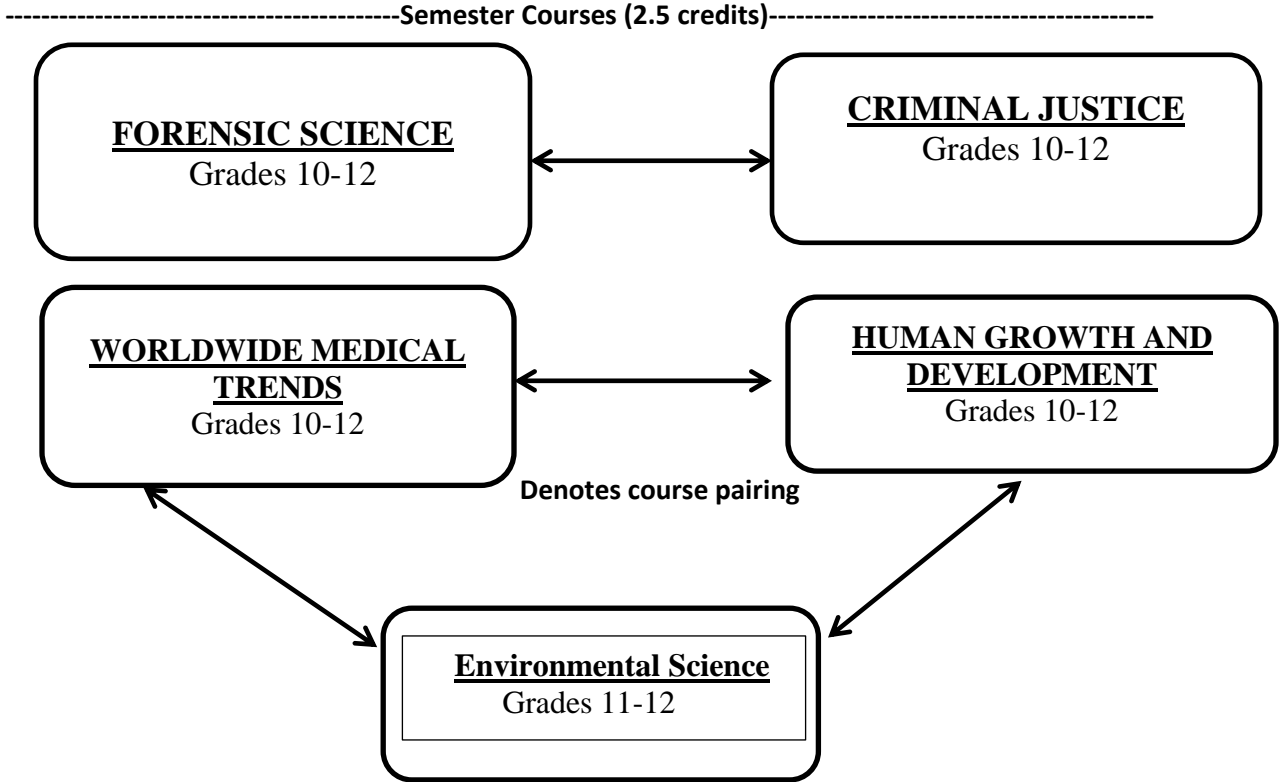 -------------------------------------------Semester Courses (2.5 credits)------------------------------------------
FORENSIC SCIENCE
Grades 10-12
CRIMINAL JUSTICE
Grades 10-12
WORLDWIDE MEDICAL
TRENDS
Grades 10-12
HUMAN GROWTH AND
DEVELOPMENT
Grades 10-12
Denotes course pairing
Environmental Science
Grades 11-12